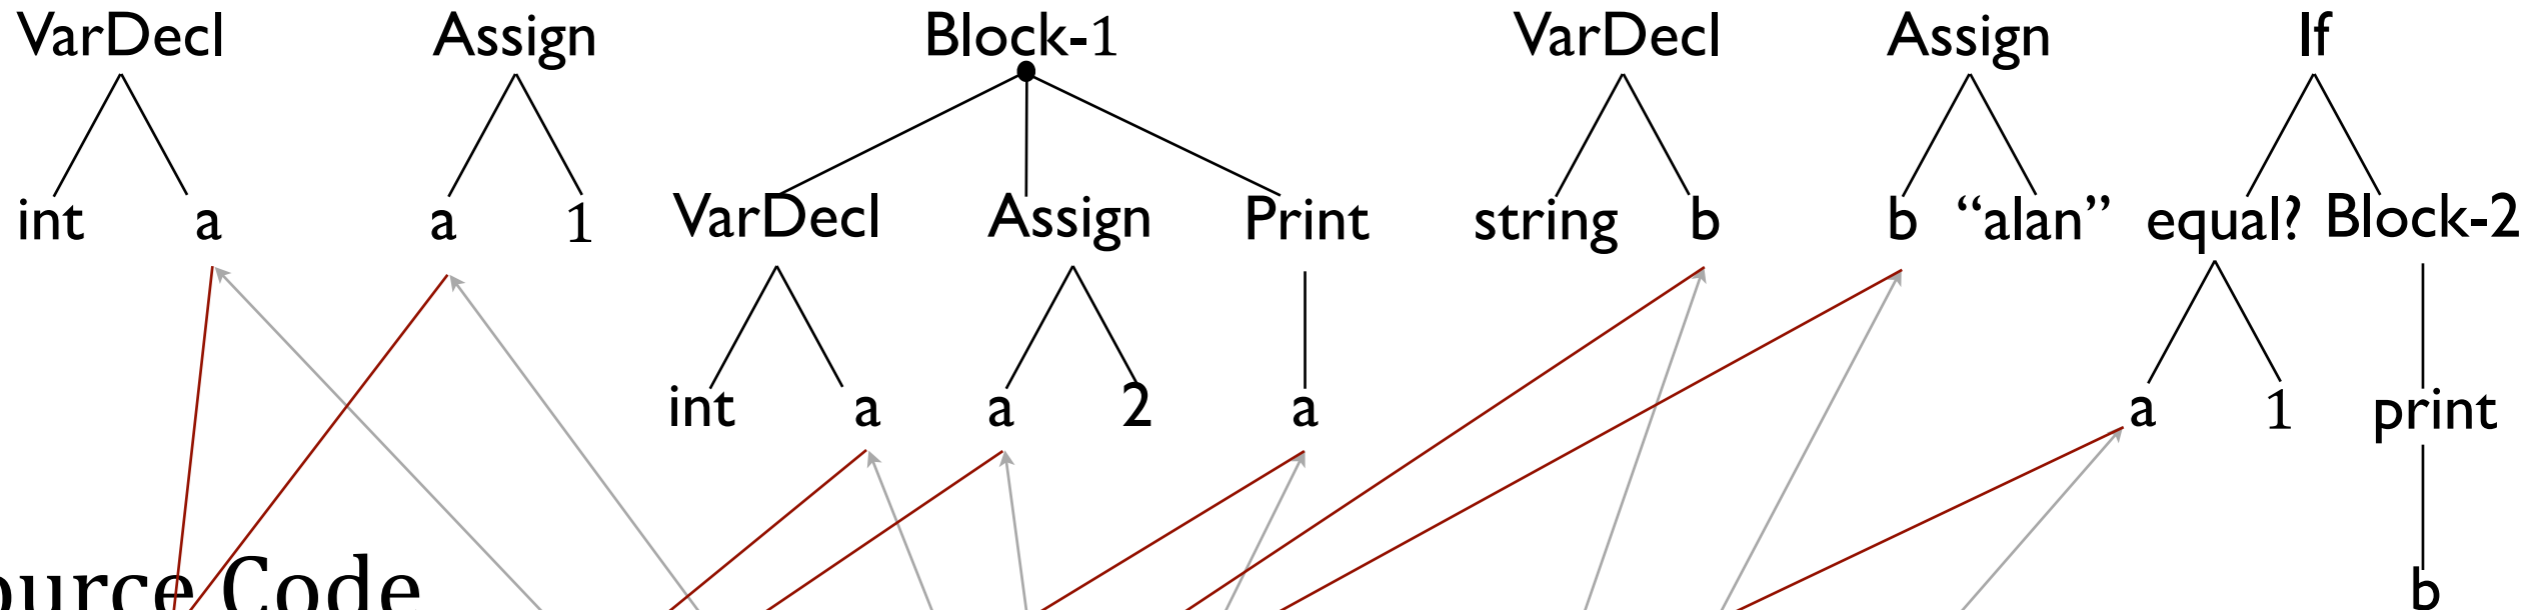 VarDecl Assign Block-1 VarDecl Assign If
int a a 1 VarDecl Assign Print string b b “alan” equal? Block-2
int a a 2 a a 1 print
Code
b